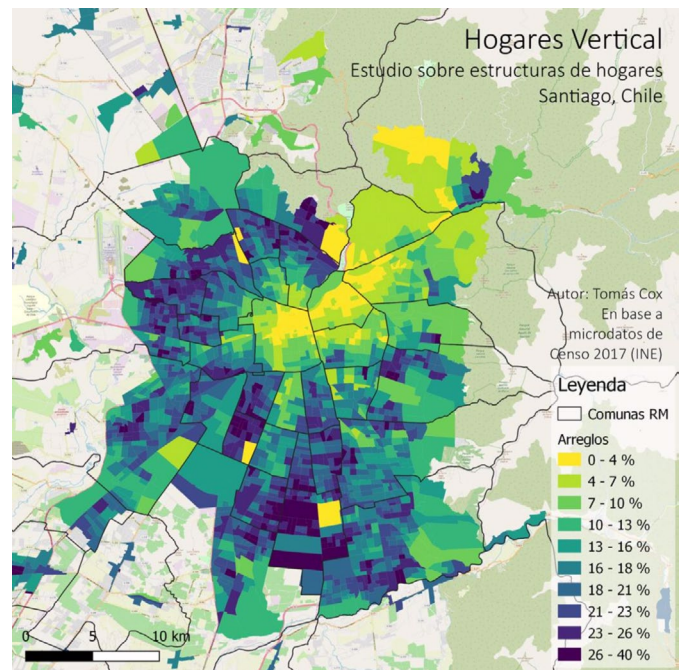 Hogares Vertical
Estudio sobre estructuras de hogares
Santiago, Chile
Autor: Tomás Cox
En base a
microdatos de
Censo 2017 (INE)
Leyenda
Comunas RM
Arreglos
0 - 4 %
4 - 7 %
7 - 10 %
10 - 13 %
13 - 16 %
16 - 18 %
18 - 21 %
21 - 23 %
23 - 26 %
26 - 40 %
0 5 10 km